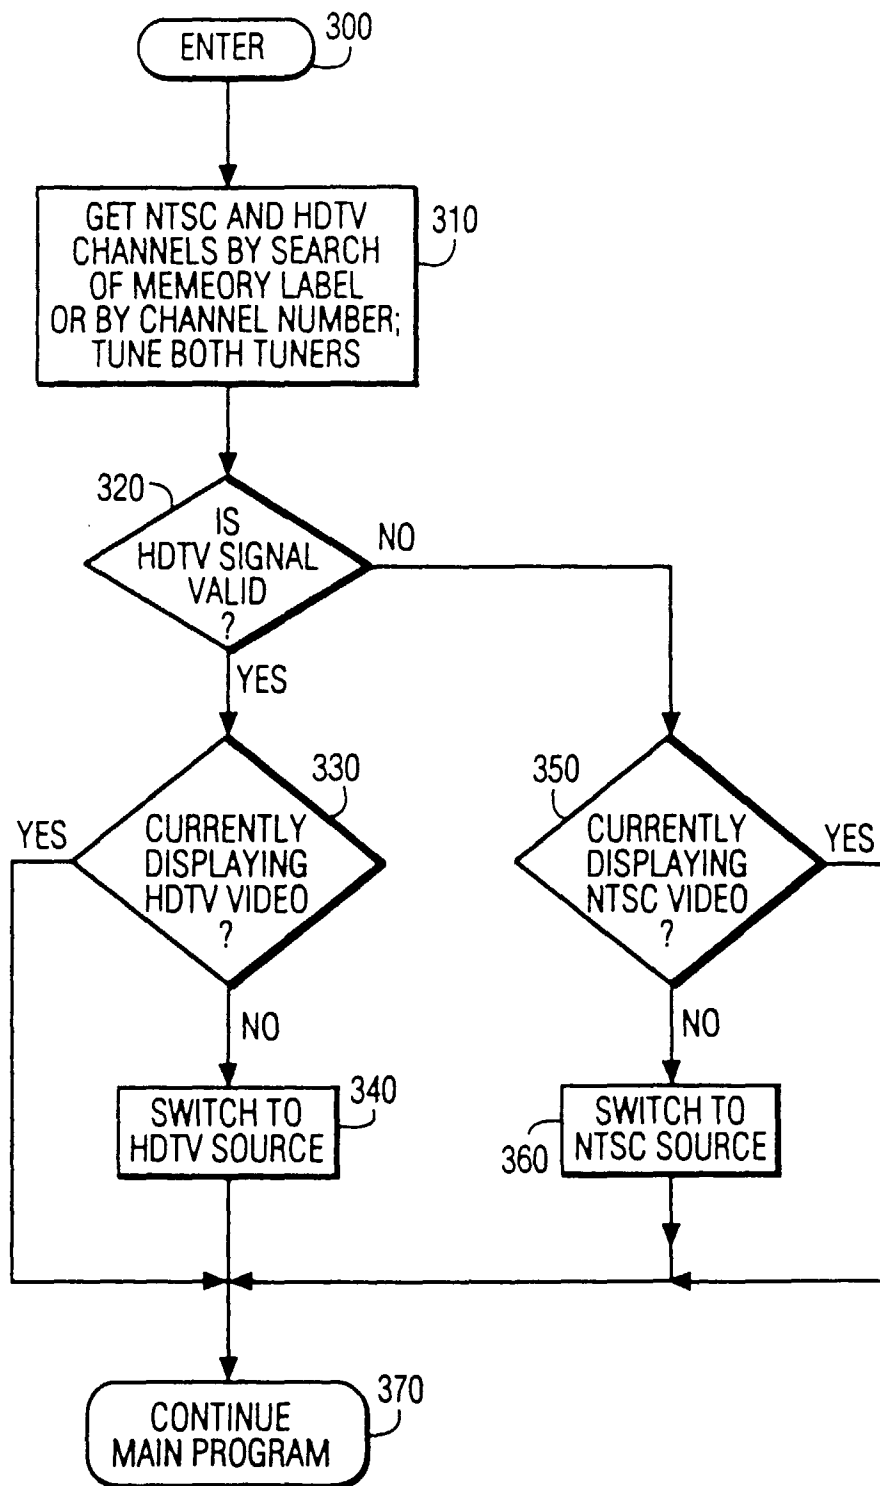 ENTER
300
GET NTSC AND HDTV
CHANNELS BY SEARCH
OF MEMEORY LABEL
OR BY CHANNEL NUMBER;
TUNE BOTH TUNERS
310
320
IS
HDTV SIGNAL
VALID
?
NO
YES
330
CURRENTLY
DISPLAYING
HDTV VIDEO
?
YES
NO
350
CURRENTLY
DISPLAYING
NTSC VIDEO
?
YES
NO
SWITCH TO
HDTV SOURCE
340
SWITCH TO
NTSC SOURCE
360
CONTINUE
MAIN PROGRAM
370